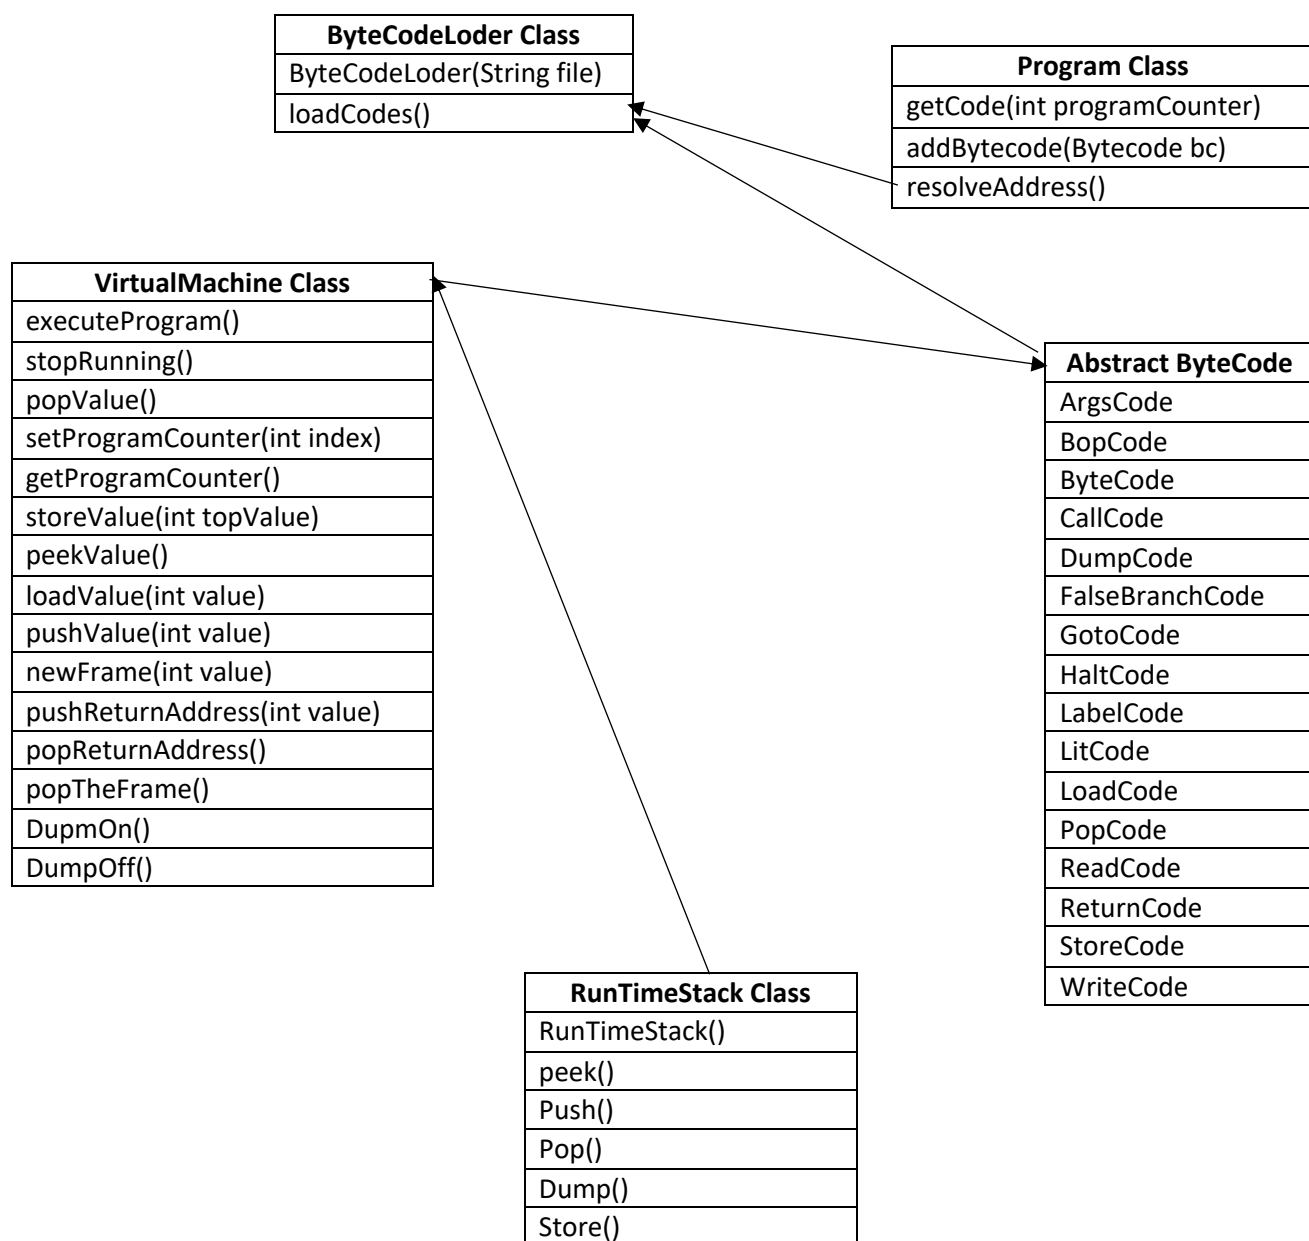 ByteCodeLoder Class
ByteCodeLoder(String file)
loadCodes()
Program Class
getCode(int programCounter)
addBytecode(Bytecode bc)
resolveAddress()
VirtualMachine Class
executeProgram()
stopRunning()
popValue()
setProgramCounter(int index)
getProgramCounter()
storeValue(int topValue)
peekValue()
loadValue(int value)
pushValue(int value)
newFrame(int value)
pushReturnAddress(int value)
popReturnAddress()
popTheFrame()
DupmOn()
DumpOff()
Abstract ByteCode
ArgsCode
BopCode
ByteCode
CallCode
DumpCode
FalseBranchCode
GotoCode
HaltCode
LabelCode
LitCode
LoadCode
PopCode
ReadCode
ReturnCode
StoreCode
WriteCode
RunTimeStack Class
RunTimeStack()
peek()
Push()
Pop()
Dump()
Store()